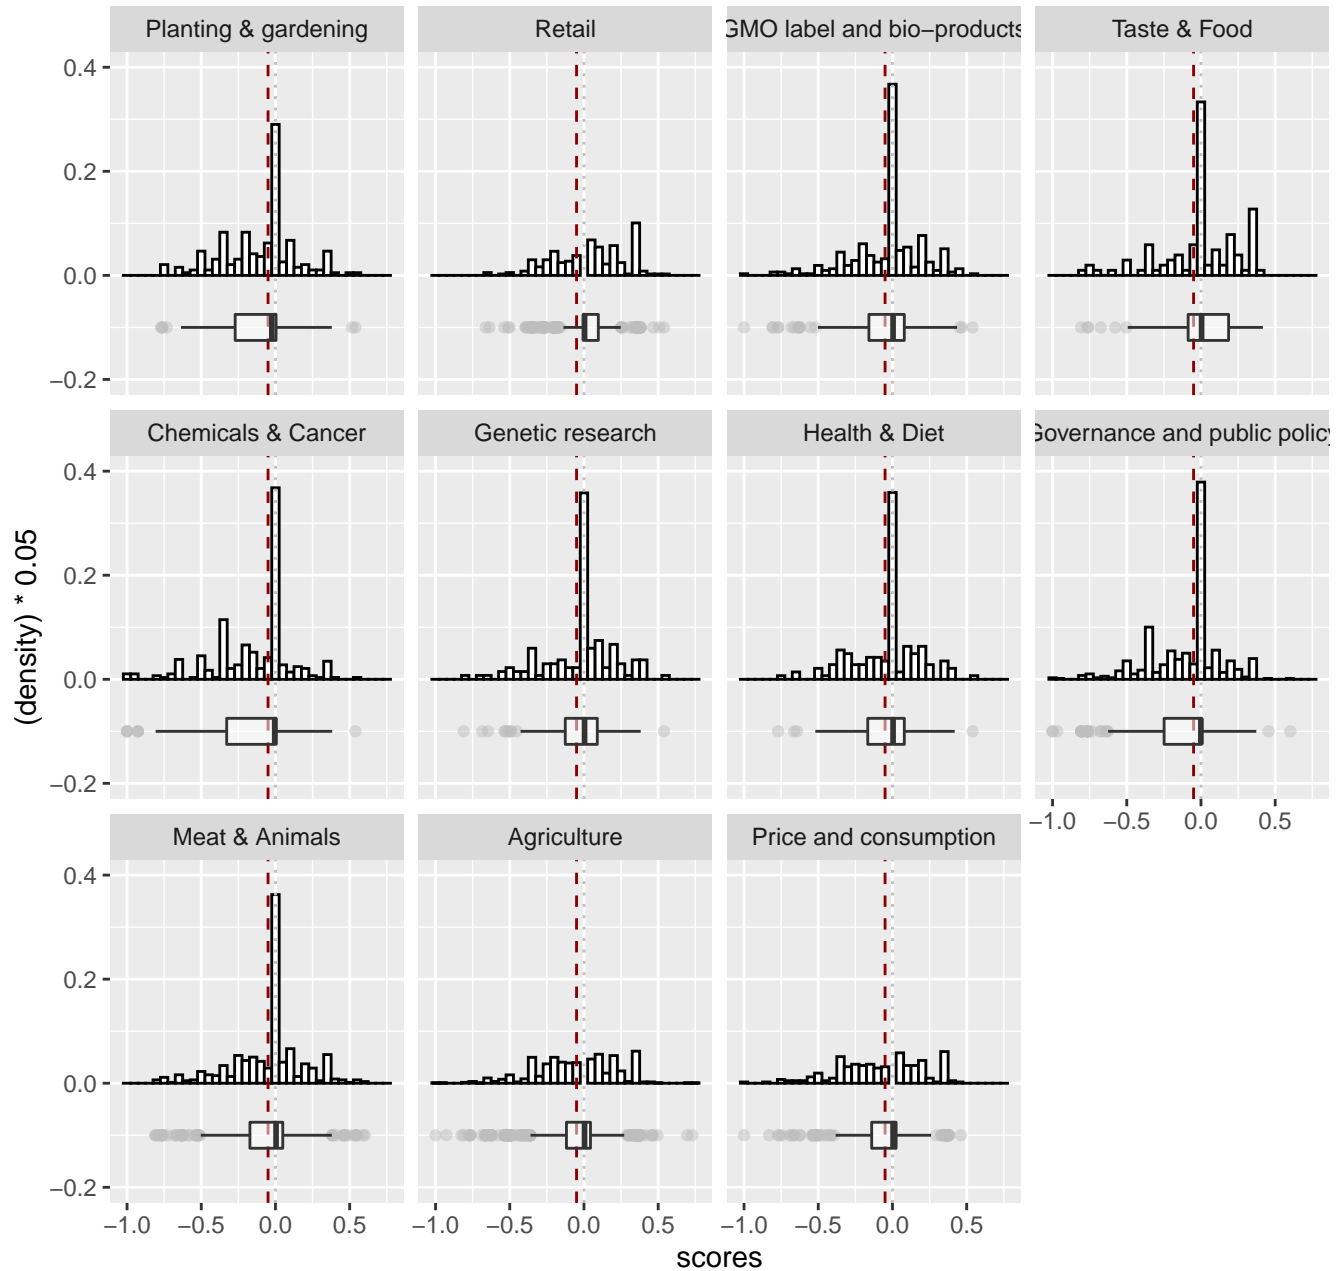 Planting & gardening Retail GMO label and bio−products Taste & Food
0.4
0.2
0.0
−0.2
Chemicals & Cancer Genetic research Health & Diet Governance and public policy
0.4
0.2
0.0
−0.2
−1.0 −0.5 0.0 0.5
Meat & Animals Agriculture Price and consumption
0.4
0.2
0.0
−0.2
−1.0 −0.5 0.0 0.5 −1.0 −0.5 0.0 0.5 −1.0 −0.5 0.0 0.5
scores
(density) * 0.05